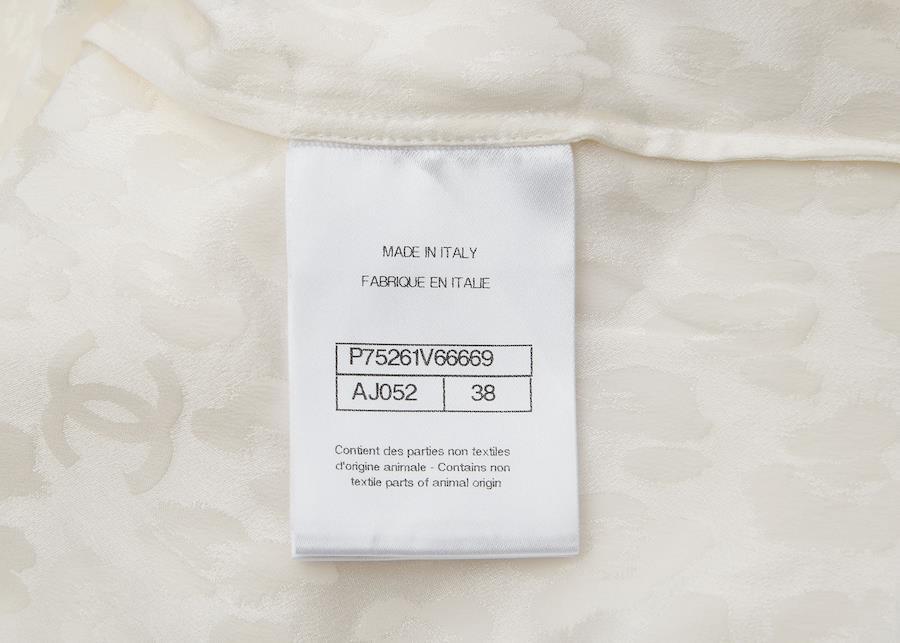 MADE IN ITALY
FABRIQUE EN ITALIE
P75261V66669
AJ052 38
Contient des parties non textiles
d'origine animale - Contains non
textile parts of animal origin